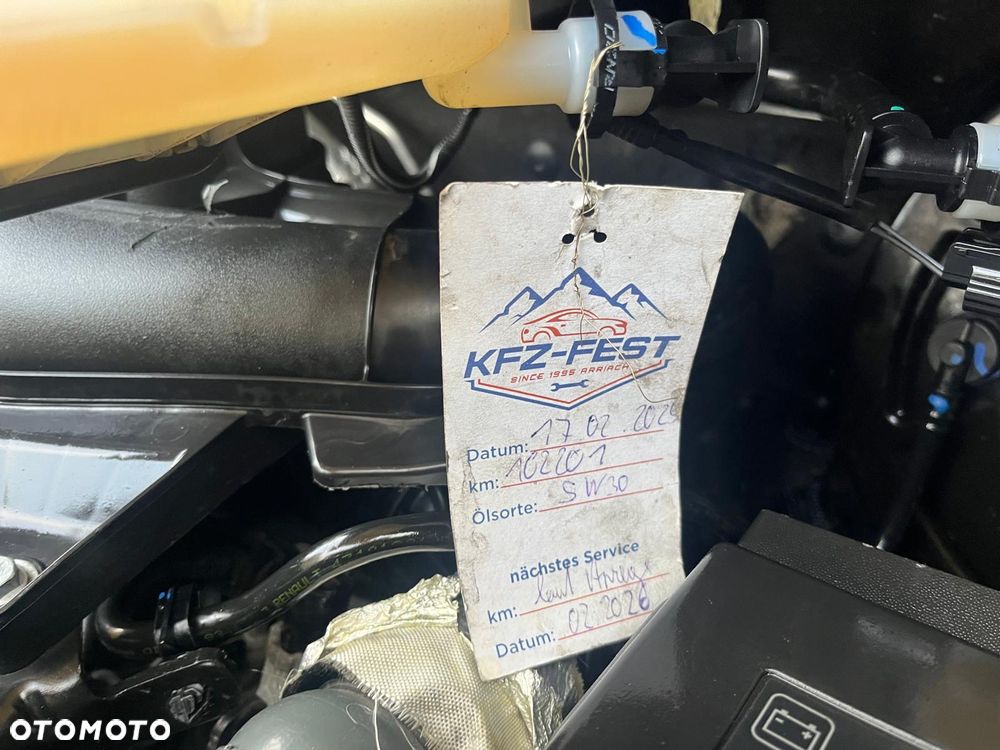 KFZ-FEST
SINCE 1995 ARRIACH
Datum: 17.02.2025
km: 102201
Ölsorte: 5W30
nächstes Service
km: laut Anzeige
Datum: 02.2026
RENAULT
OTOMOTO